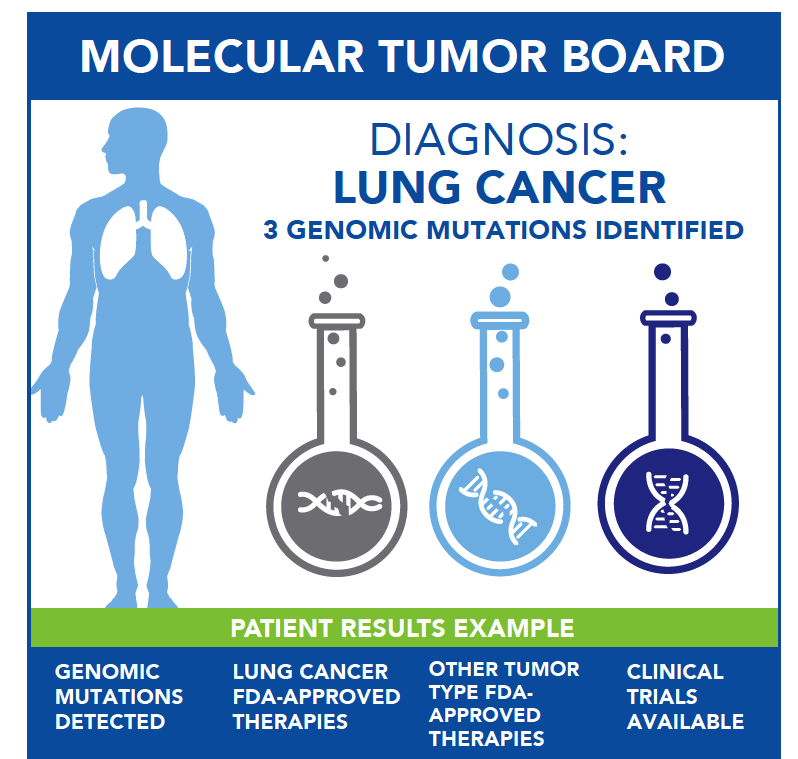 MOLECULAR TUMOR BOARD
DIAGNOSIS:
LUNG CANCER
3 GENOMIC MUTATIONS IDENTIFIED
PATIENT RESULTS EXAMPLE
GENOMIC
MUTATIONS
DETECTED
LUNG CANCER
FDA-APPROVED
THERAPIES
OTHER TUMOR
TYPE FDA-
APPROVED
THERAPIES
CLINICAL
TRIALS
AVAILABLE